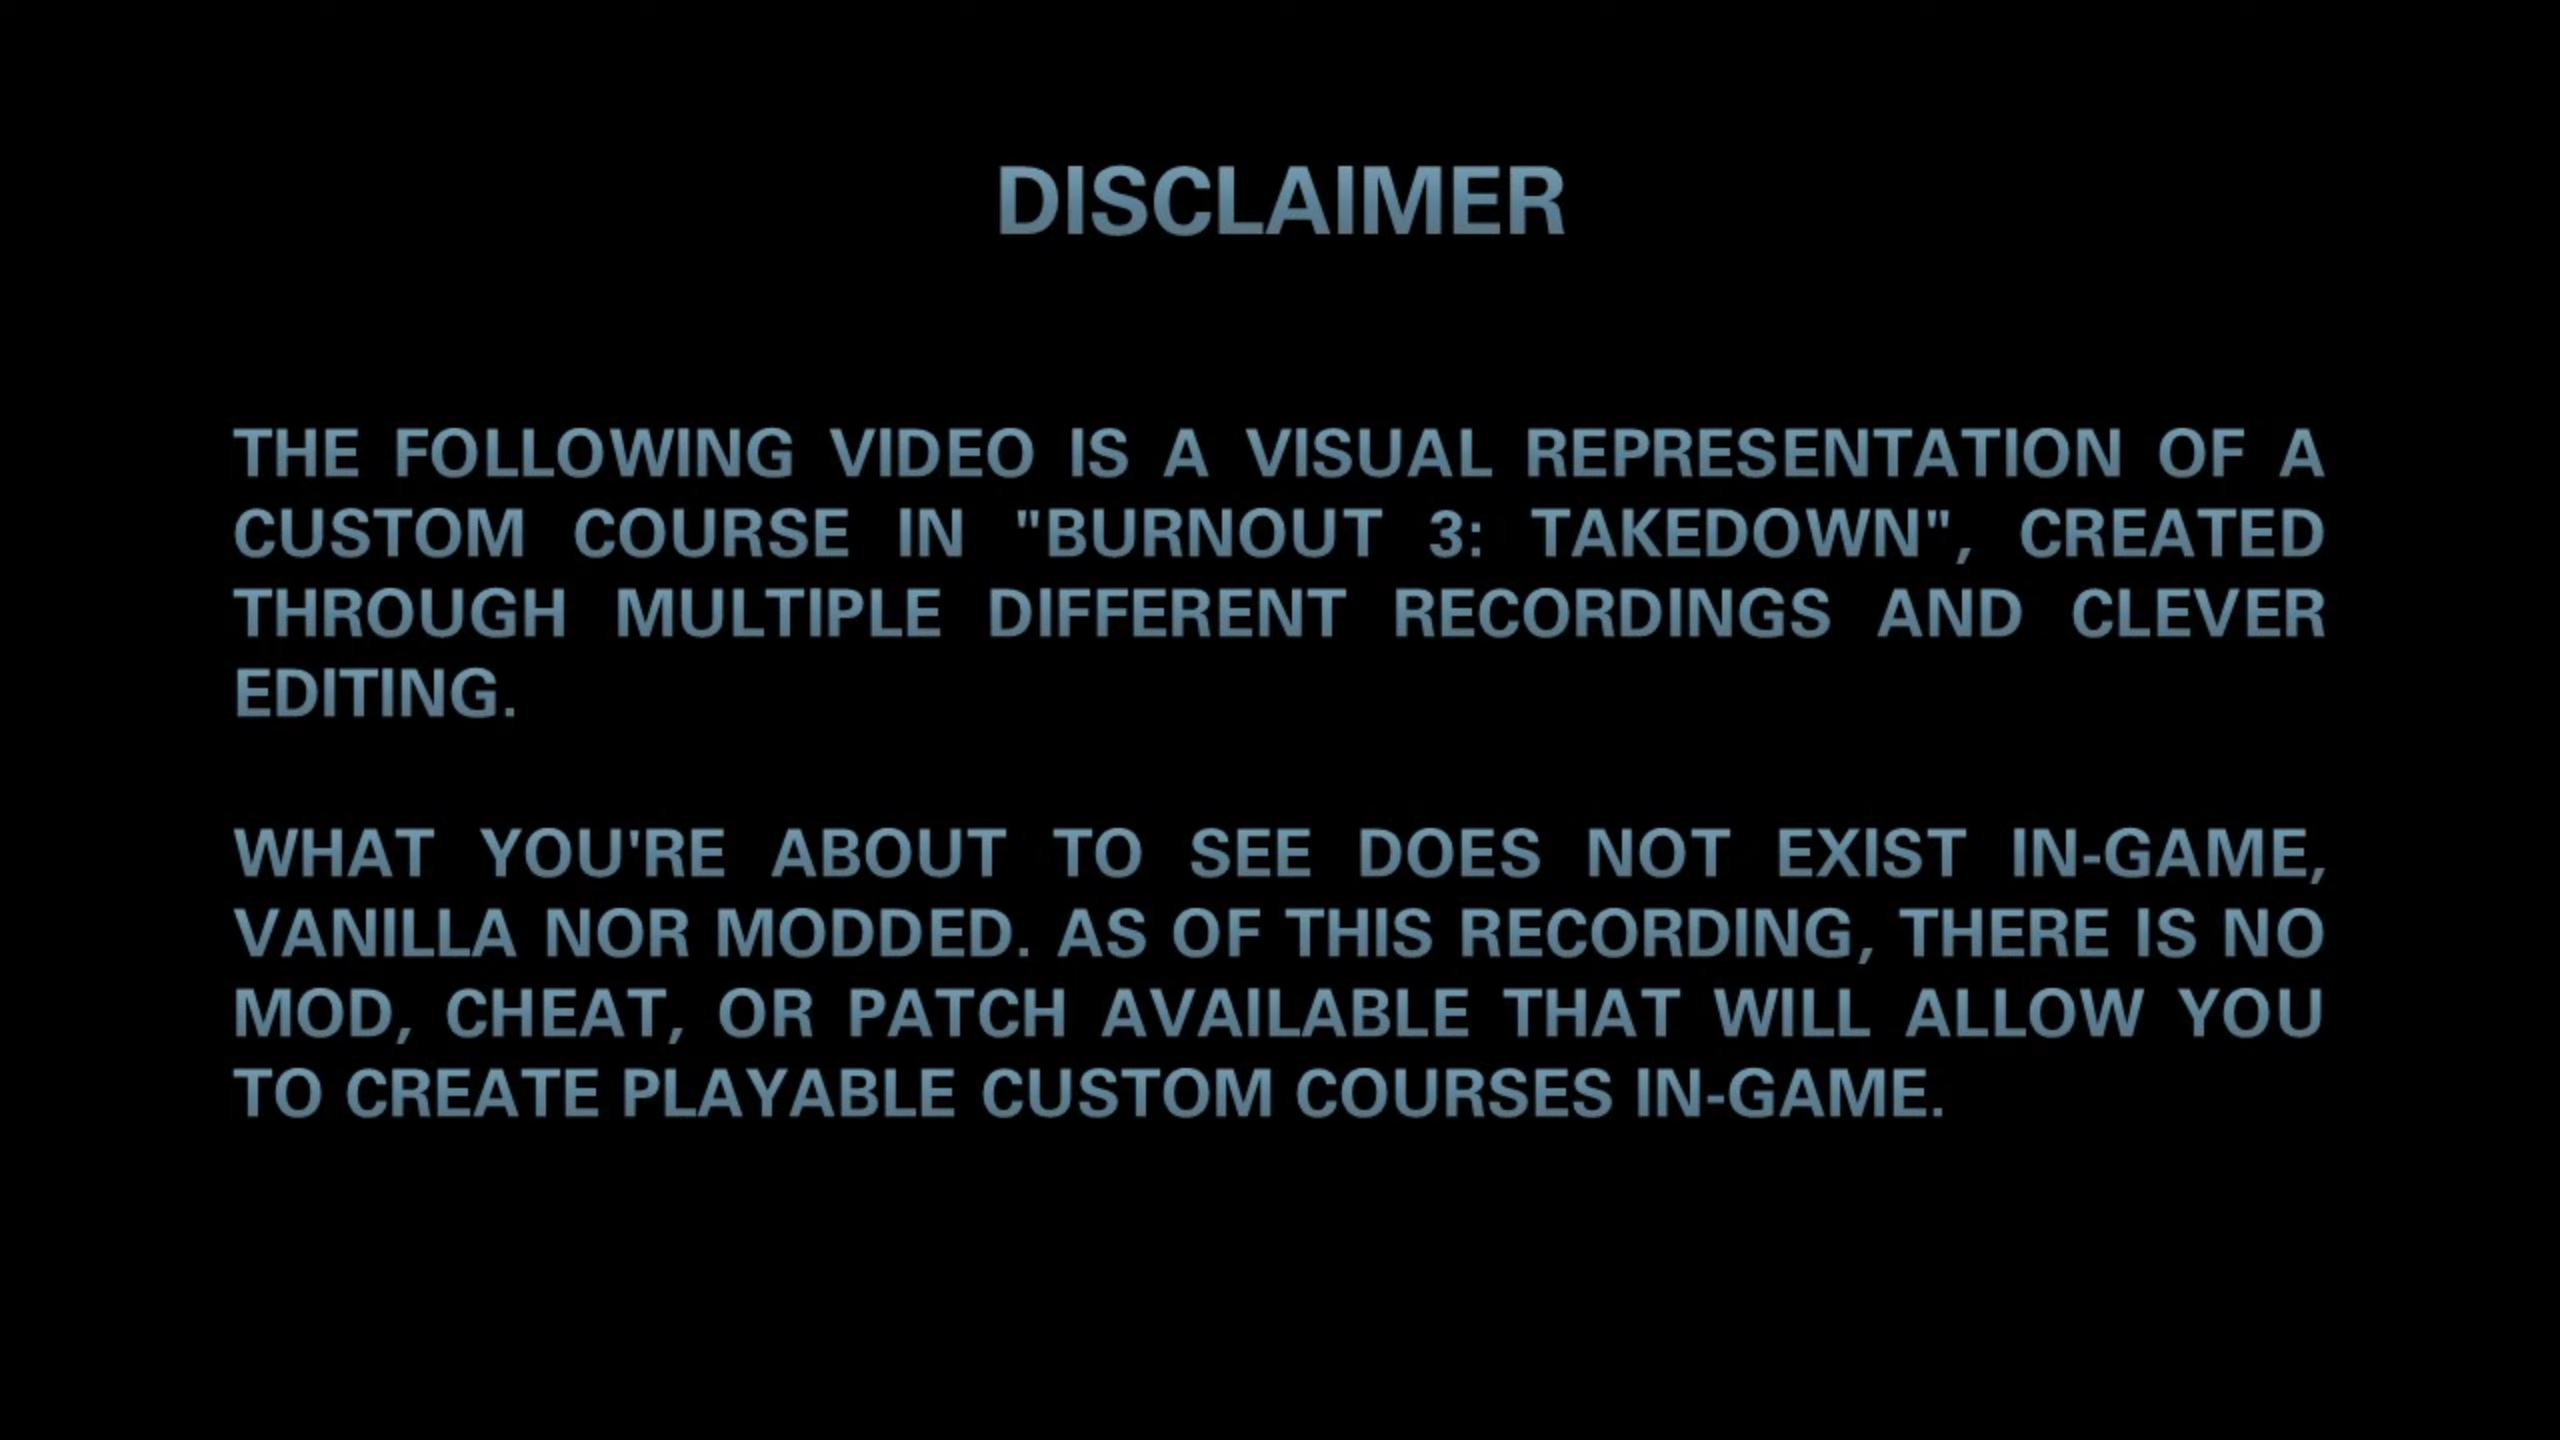 DISCLAIMER
THE FOLLOWING VIDEO IS A VISUAL REPRESENTATION OF A
CUSTOM COURSE IN "BURNOUT 3: TAKEDOWN", CREATED
THROUGH MULTIPLE DIFFERENT RECORDINGS AND CLEVER
EDITING.
WHAT YOU'RE ABOUT TO SEE DOES NOT EXIST IN-GAME,
VANILLA NOR MODDED. AS OF THIS RECORDING, THERE IS NO
MOD, CHEAT, OR PATCH AVAILABLE THAT WILL ALLOW YOU
TO CREATE PLAYABLE CUSTOM COURSES IN-GAME.